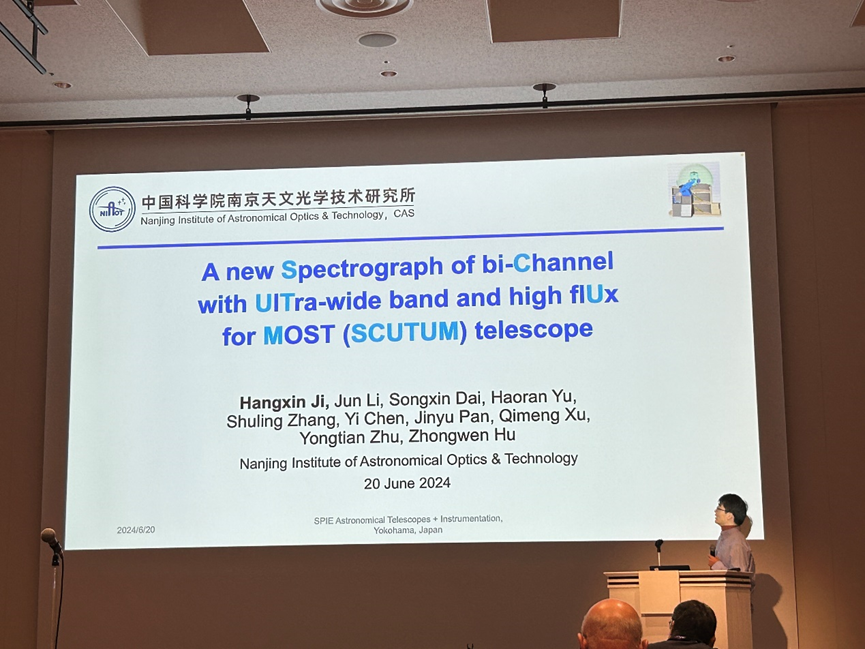 NIAOT
中国科学院南京天文光学技术研究所
Nanjing Institute of Astronomical Optics & Technology, CAS
A new Spectrograph of bi-Channel
with UlTra-wide band and high flUx
for MOST (SCUTUM) telescope
Hangxin Ji, Jun Li, Songxin Dai, Haoran Yu,
Shuling Zhang, Yi Chen, Jinyu Pan, Qimeng Xu,
Yongtian Zhu, Zhongwen Hu
Nanjing Institute of Astronomical Optics & Technology
20 June 2024
2024/6/20
SPIE Astronomical Telescopes + Instrumentation,
Yokohama, Japan